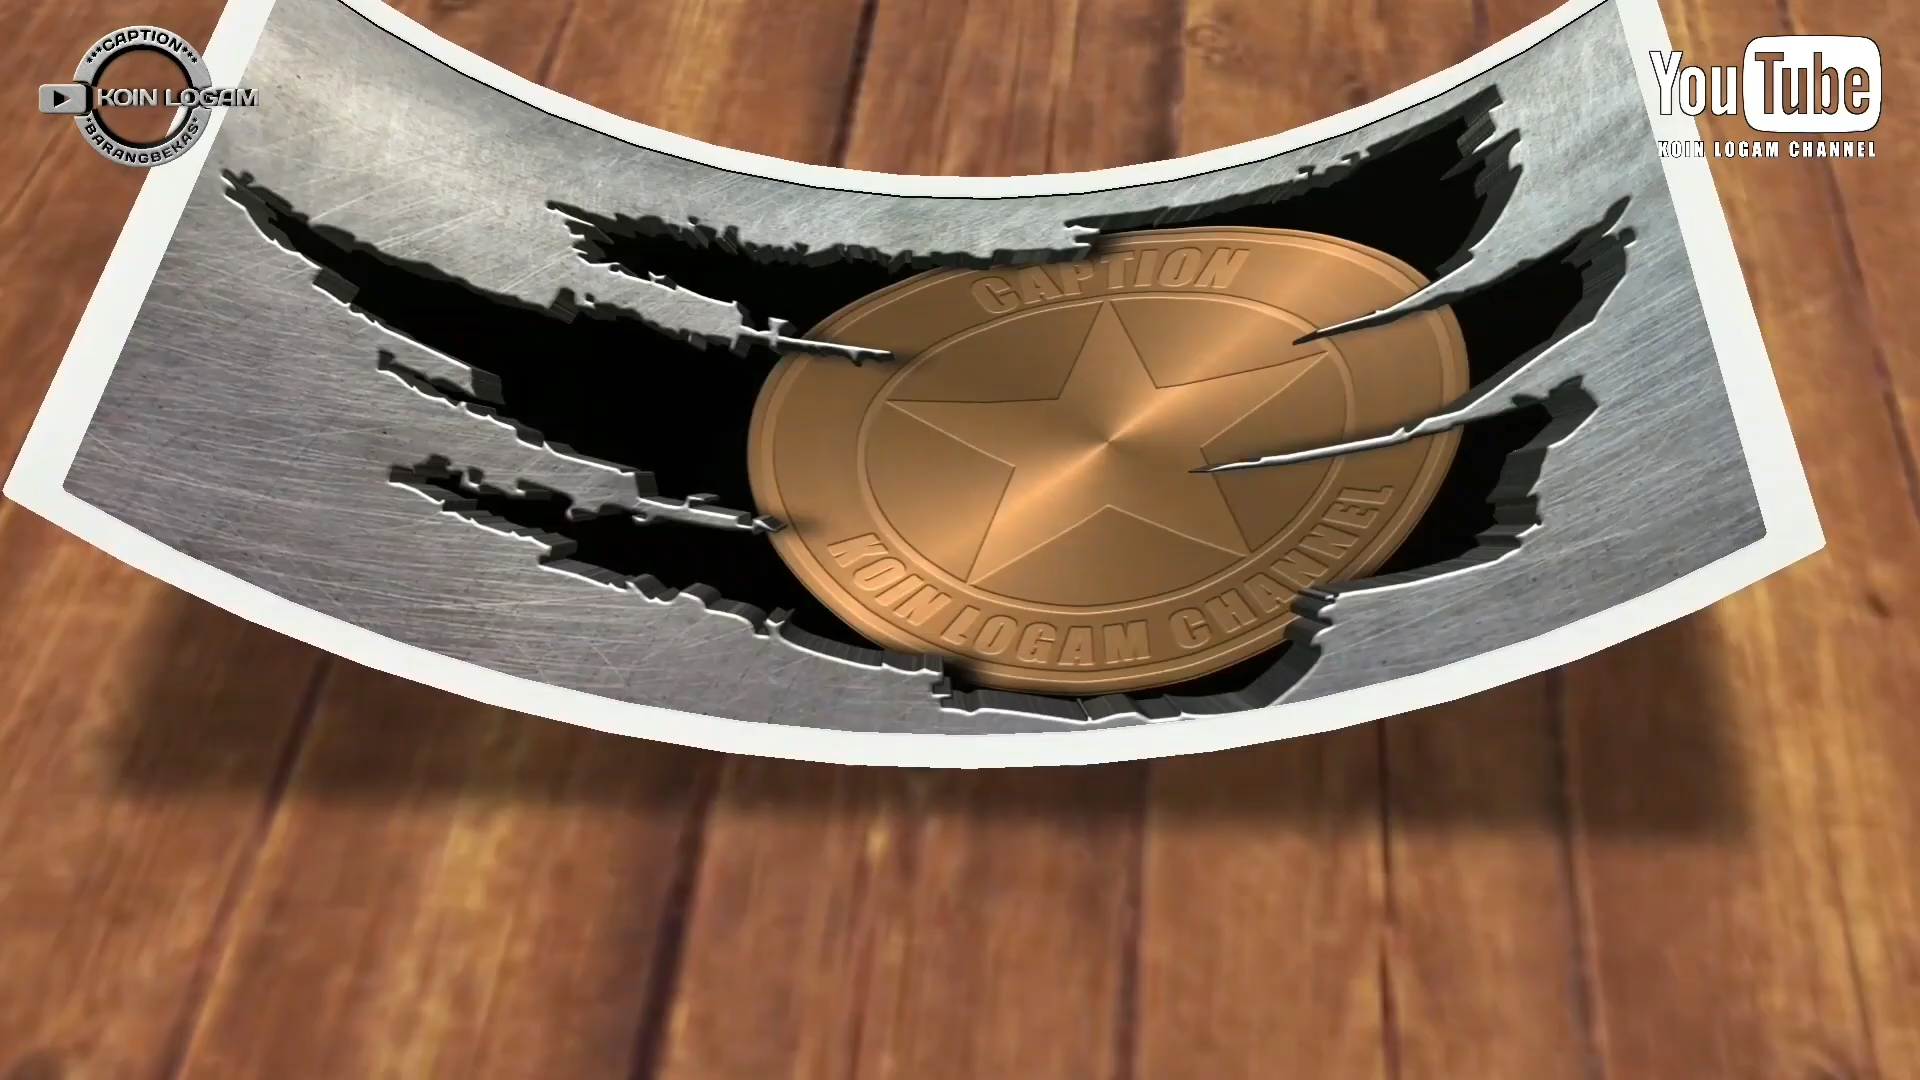 ***CAPTION***
KOIN LOGAM
*BARANGBEKAS*
YouTube
KOIN LOGAM CHANNEL
CAPTION
KOIN LOGAM CHANNEL